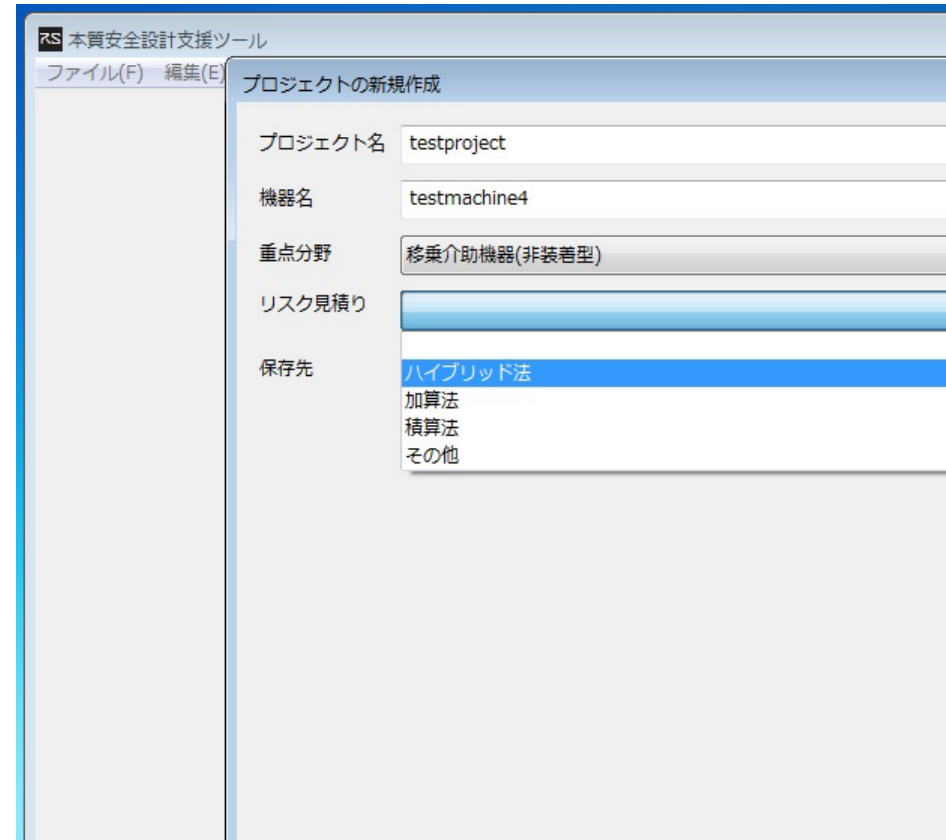 RS 本質安全設計支援ツール
ファイル(F) 編集(E)
プロジェクトの新規作成
プロジェクト名 testproject
機器名 testmachine4
重点分野 移乗介助機器(非装着型)
リスク見積り
保存先
ハイブリッド法
加算法
積算法
その他